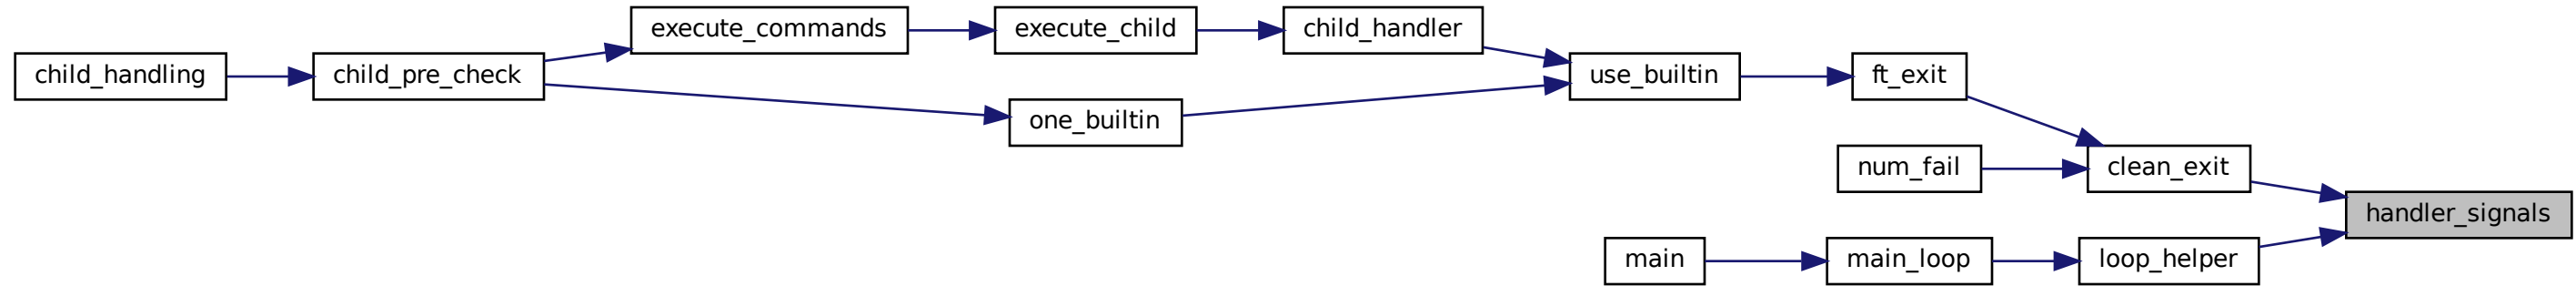 execute_commands
execute_child
child_handler
child_handling
child_pre_check
use_builtin
ft_exit
one_builtin
num_fail
clean_exit
handler_signals
main
main_loop
loop_helper